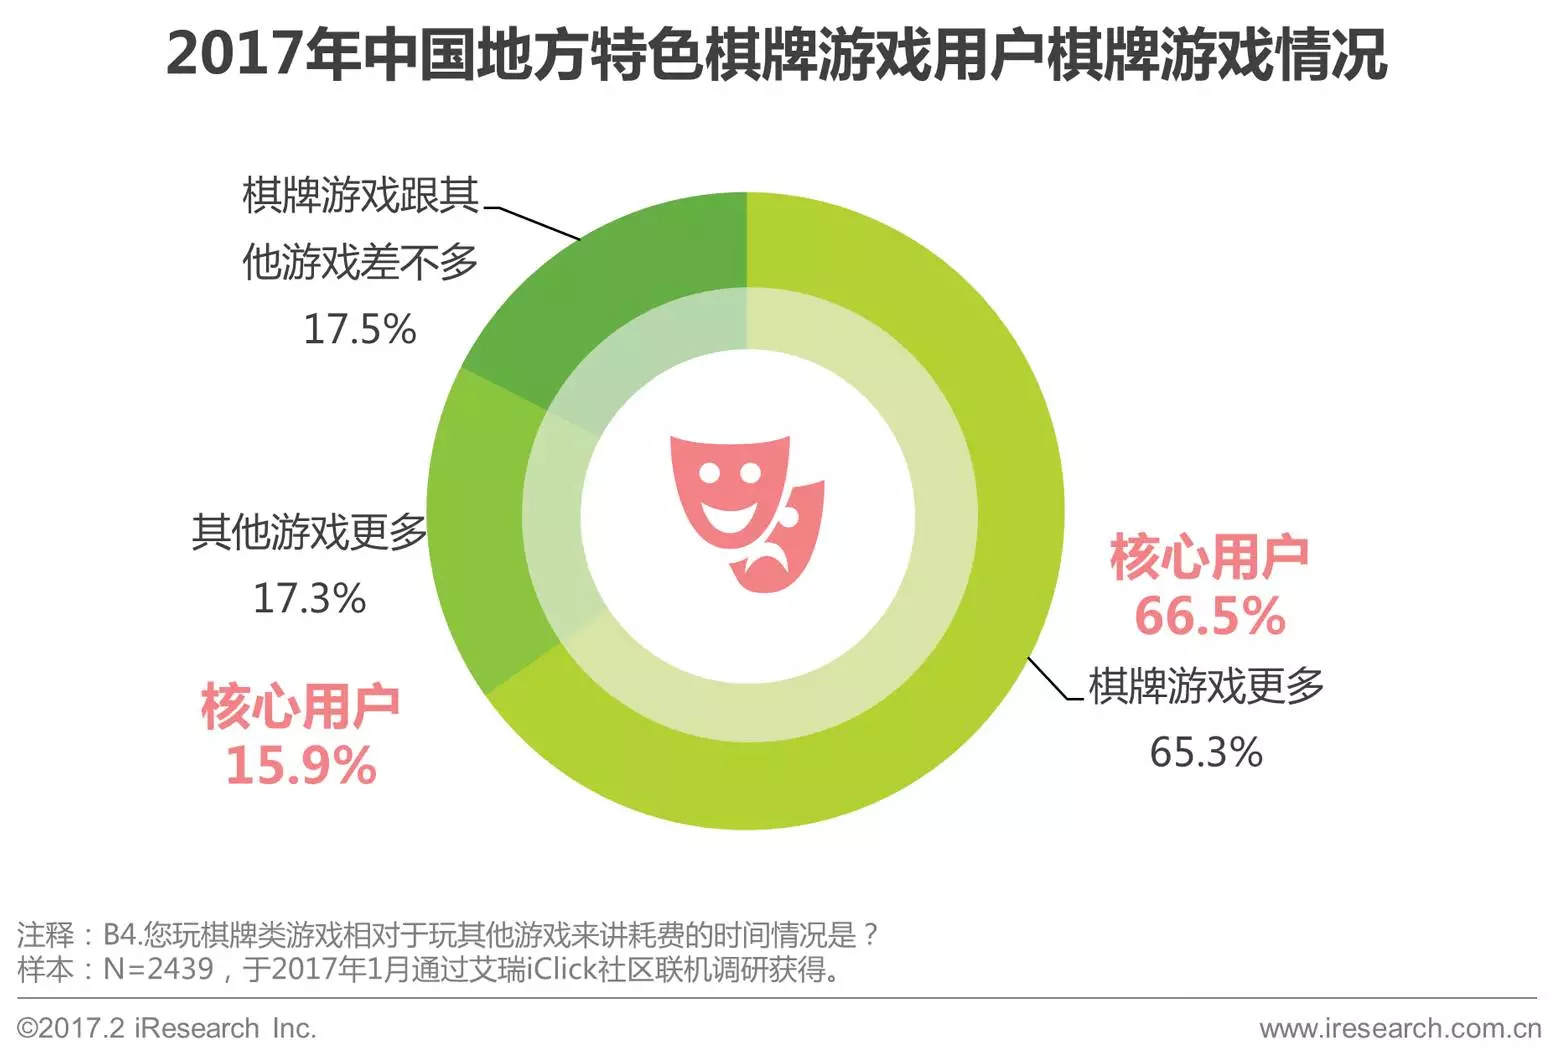 2017年中国地方特色棋牌游戏用户棋牌游戏情况
棋牌游戏跟其
他游戏差不多
17.5%
其他游戏更多
17.3%
核心用户
15.9%
核心用户
66.5%
棋牌游戏更多
65.3%
注释：B4.您玩棋牌类游戏相对于玩其他游戏来讲耗费的时间情况是？
样本：N=2439，于2017年1月通过艾瑞iClick社区联机调研获得。
©2017.2 iResearch Inc.
www.iresearch.com.cn